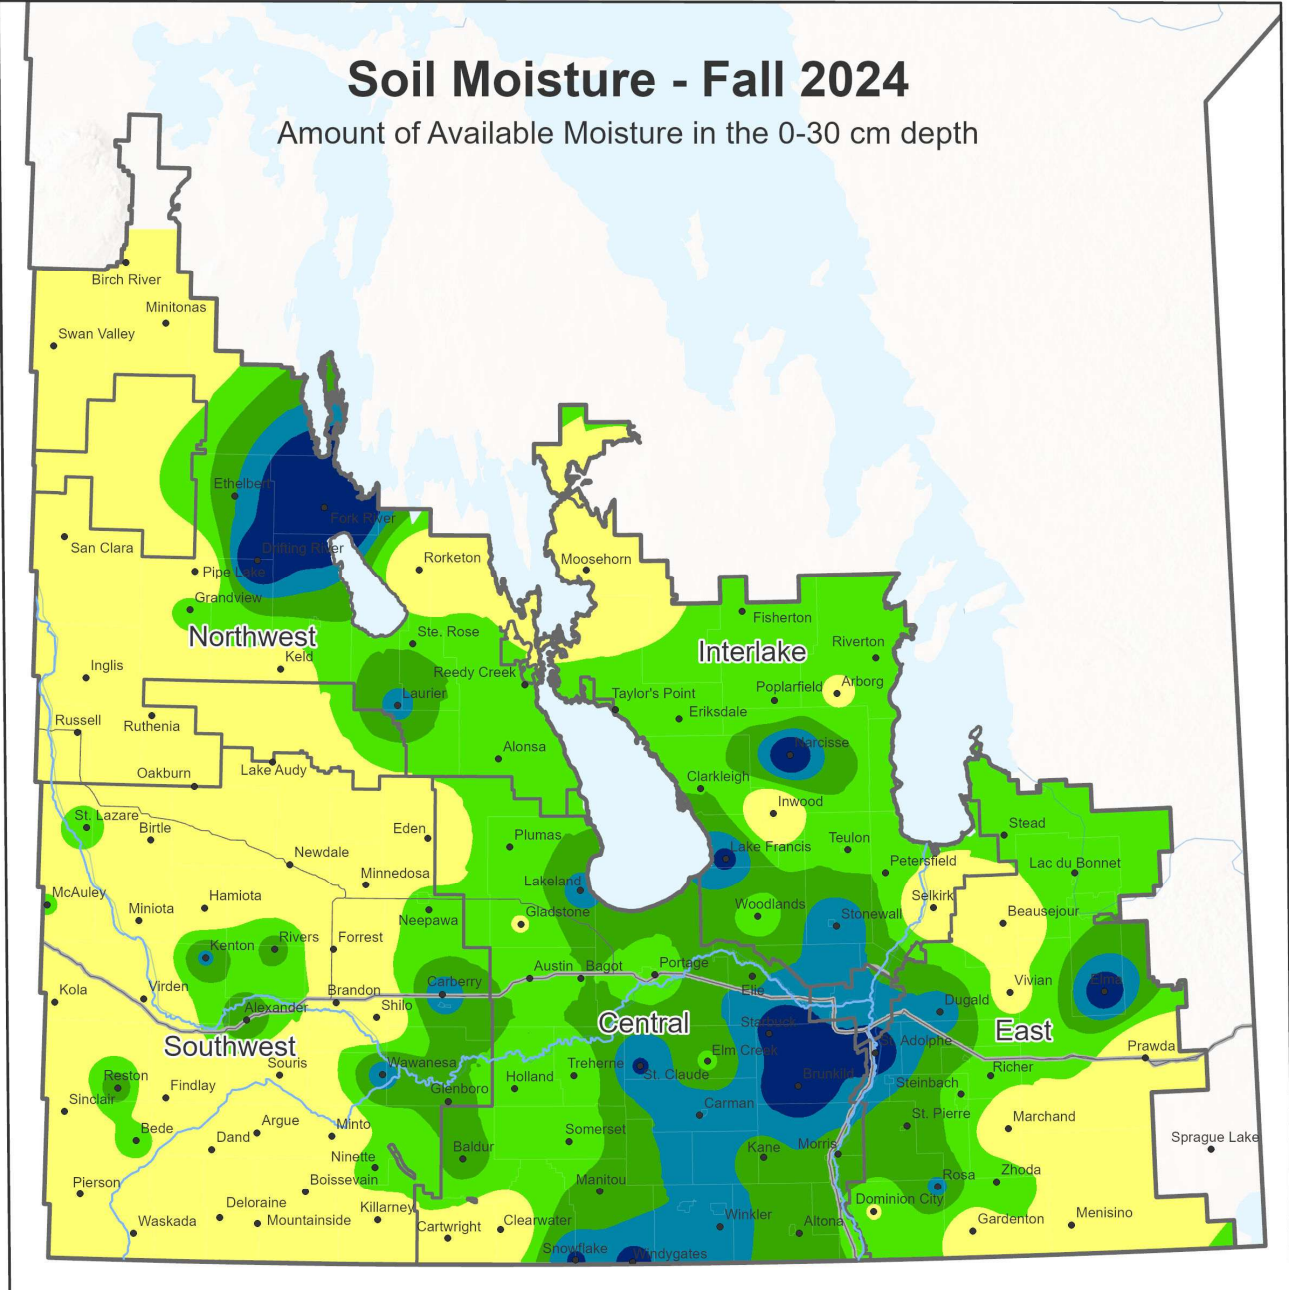 Soil Moisture - Fall 2024
Amount of Available Moisture in the 0-30 cm depth
Birch River
Minitonas
Swan Valley
Ethelbert
Fork River
San Clara
Drifting River
Rorketon
Moosehorn
Pipe Lake
Grandview
Fisherton
Northwest
Ste. Rose
Interlake
Riverton
Keld
Inglis
Reedy Creek
Laurier
Taylor's Point
Poplarfield
Arborg
Russell
Ruthenia
Eriksdale
Alonsa
Narcisse
Oakburn
Lake Audy
Clarkleigh
Inwood
St. Lazare
Birtle
Eden
Plumas
Stead
Teulon
Lake Francis
Newdale
Petersfield
Lac du Bonnet
Minnedosa
Lakeland
McAuley
Hamiota
Miniota
Neepawa
Gladstone
Woodlands
Stonewall
Selkirk
Beausejour
Kenton
Rivers
Forrest
Austin
Bagot
Portage
Carberry
Elie
Vivian
Elma
Kola
Virden
Brandon
Shilo
Alexander
Dugald
Central
Starbuck
East
Southwest
St. Adolphe
Prawda
Souris
Wawanesa
Treherne
Elm Creek
Richer
Reston
Findlay
Holland
St. Claude
Brunkild
Steinbach
Sinclair
Glenboro
Carman
St. Pierre
Marchand
Bede
Argue
Dand
Minto
Somerset
Sprague Lake
Baldur
Kane
Morris
Ninette
Rosa
Zhoda
Pierson
Boissevain
Manitou
Dominion City
Deloraine
Killarney
Waskada
Mountainside
Cartwright
Clearwater
Winkler
Altona
Gardenton
Menisino
Snowflake
Windygates